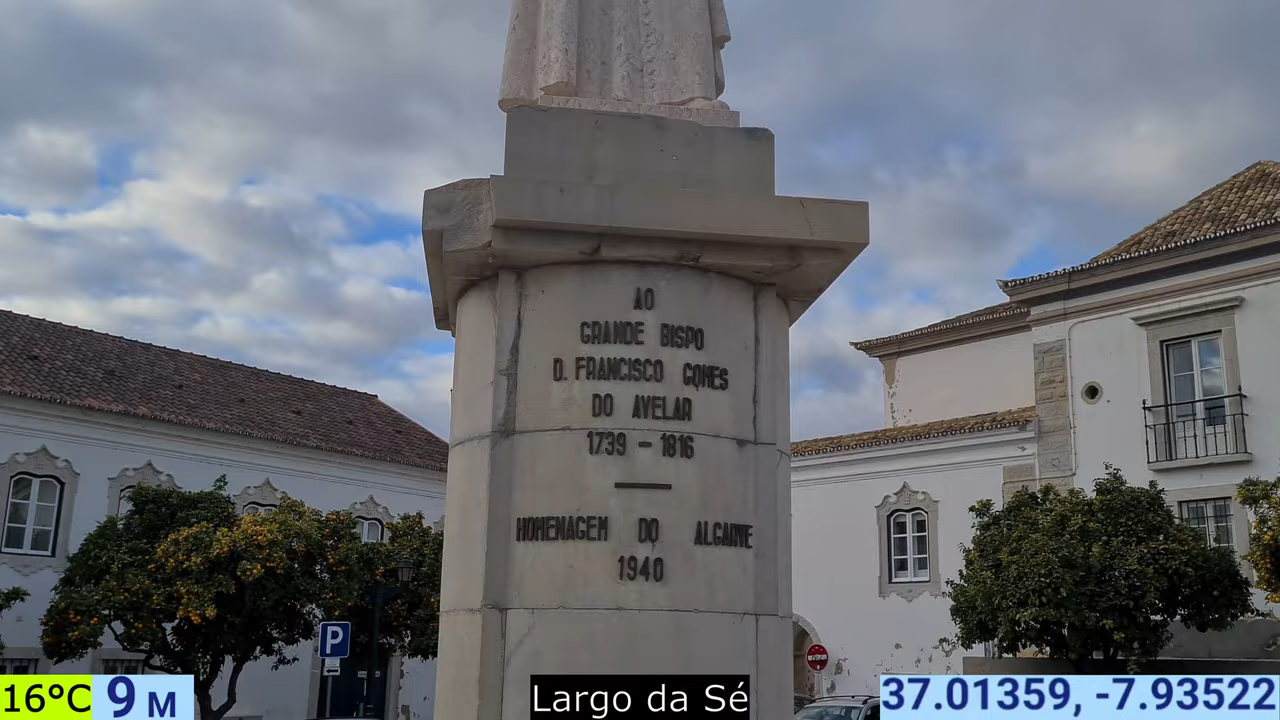 AO
GRANDE BISPO
D. FRANCISCO GOMES
DO AVELAR
1739 - 1816
HOMENAGEM DO ALGARVE
1940
P
16°C 9 M
Largo da Sé
37.01359, -7.93522